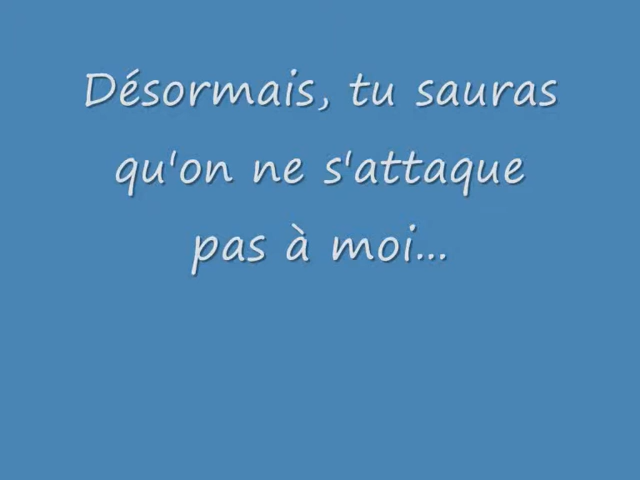 Désormais, tu sauras
qu'on ne s'attaque
pas à moi...